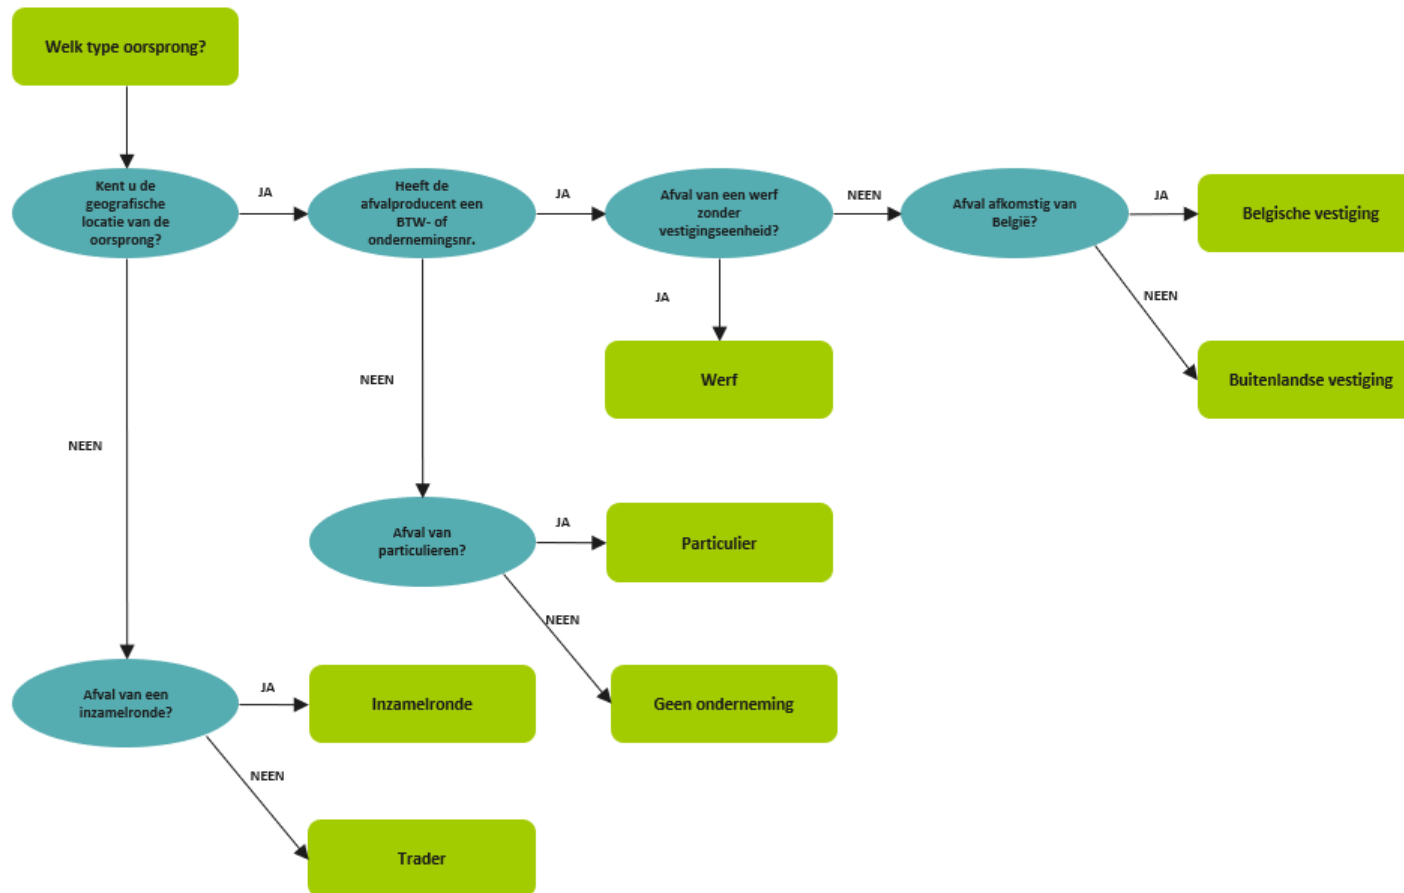 Welk type oorsprong?
Kent u de
geografische
locatie van de
oorsprong?
JA
Heeft de
afvalproducent een
BTW- of
ondernemingsnr.
JA
Afval van een werf
zonder
vestigingseenheid?
NEEN
Afval afkomstig van
België?
JA
Belgische vestiging
NEEN
Buitenlandse vestiging
JA
Werf
NEEN
NEEN
Afval van
particulieren?
JA
Particulier
NEEN
Geen onderneming
Afval van een
inzamelronde?
JA
Inzamelronde
NEEN
Trader